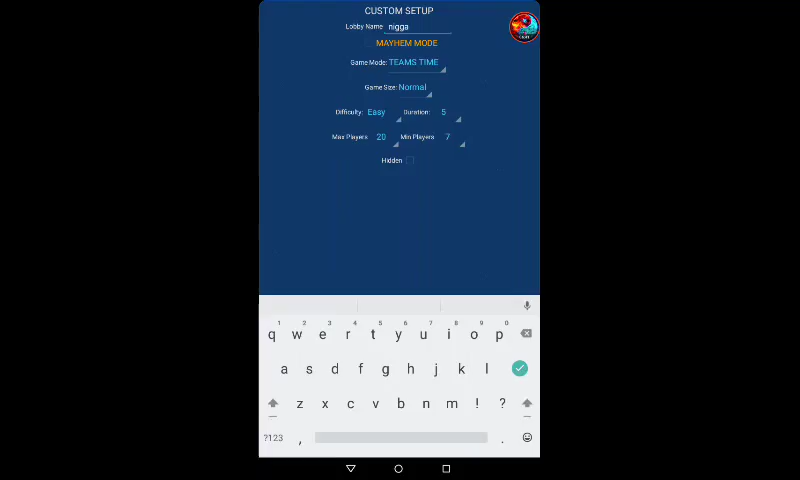 CUSTOM SETUP
Lobby Name nigga
MAYHEM MODE
Game Mode: TEAMS TIME
Game Size: Normal
Difficulty: Easy Duration: 5
Max Players 20 Min Players 7
Hidden
1 2 3 4 5 6 7 8 9 0
q w e r t y u i o p
a s d f g h j k l
z x c v b n m ! ?
?123 , .